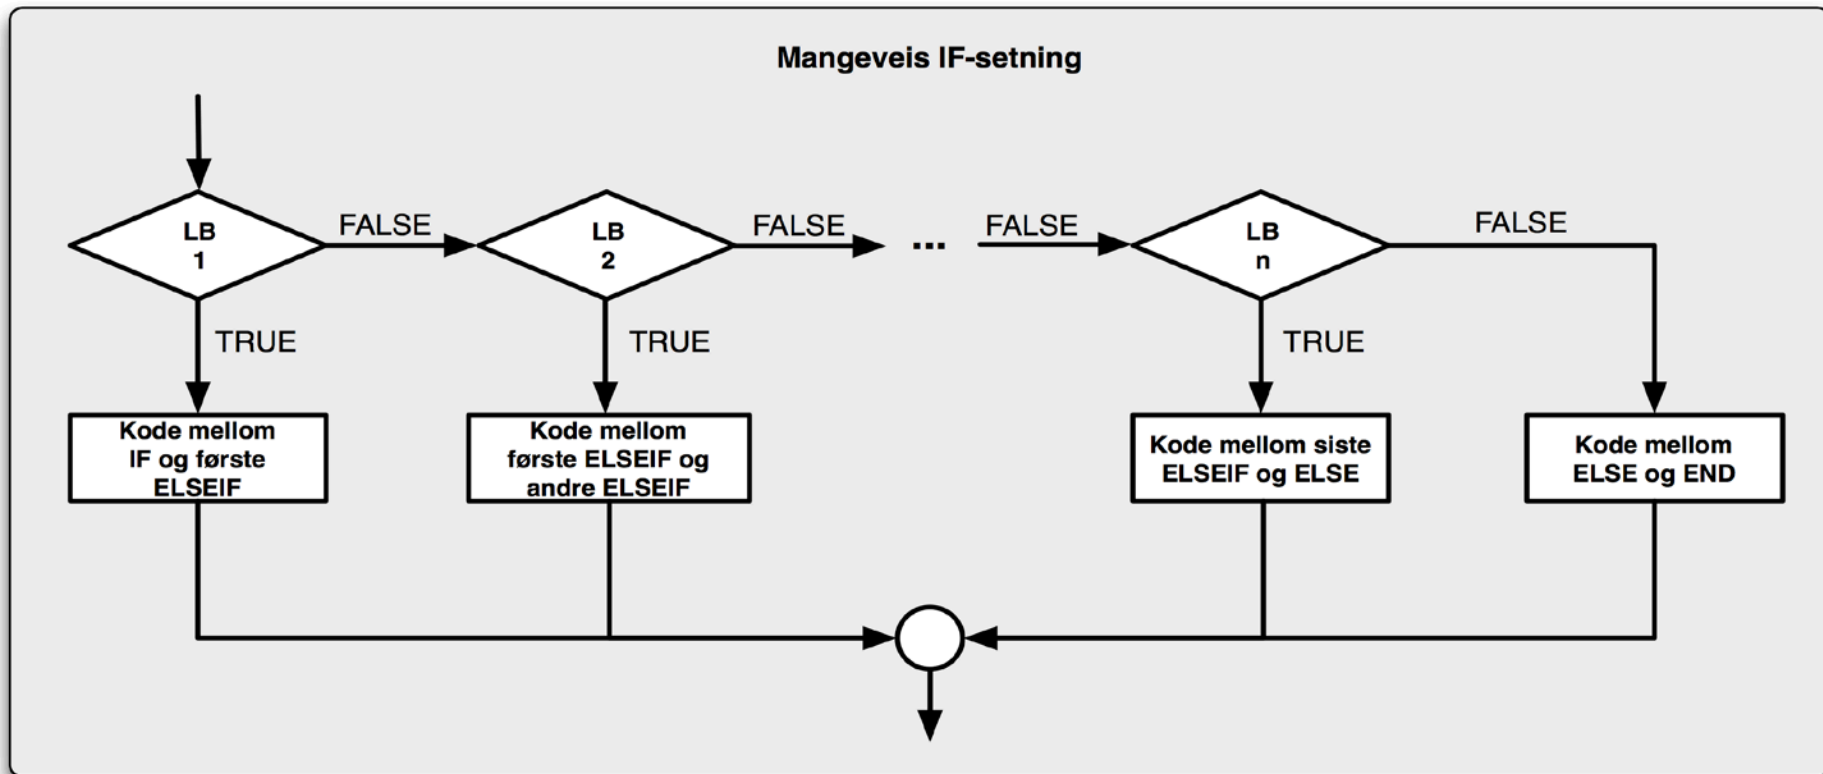 Mangeveis IF-setning
LB
1
FALSE
LB
2
FALSE
...
FALSE
LB
n
FALSE
TRUE
TRUE
TRUE
Kode mellom
IF og første
ELSEIF
Kode mellom
første ELSEIF og
andre ELSEIF
Kode mellom siste
ELSEIF og ELSE
Kode mellom
ELSE og END